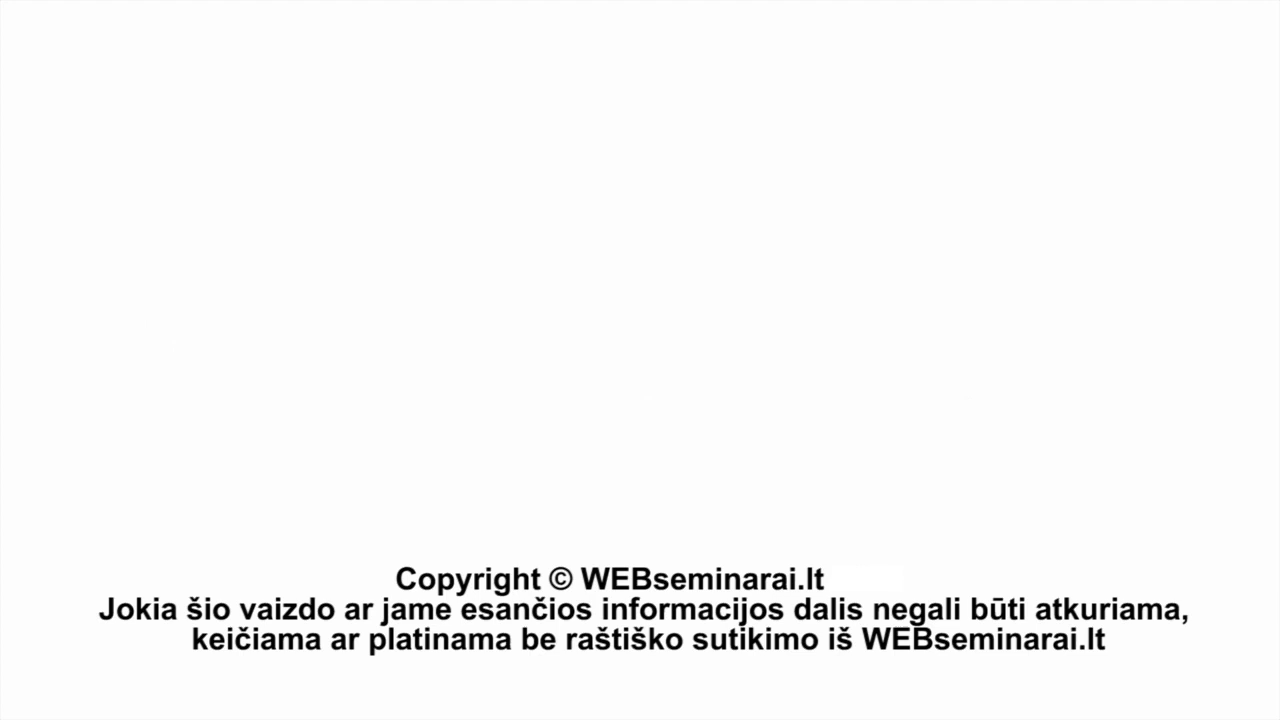 Copyright © WEBseminarai.lt
Jokia šio vaizdo ar jame esančios informacijos dalis negali būti atkuriama,
keičiama ar platinama be raštiško sutikimo iš WEBseminarai.lt